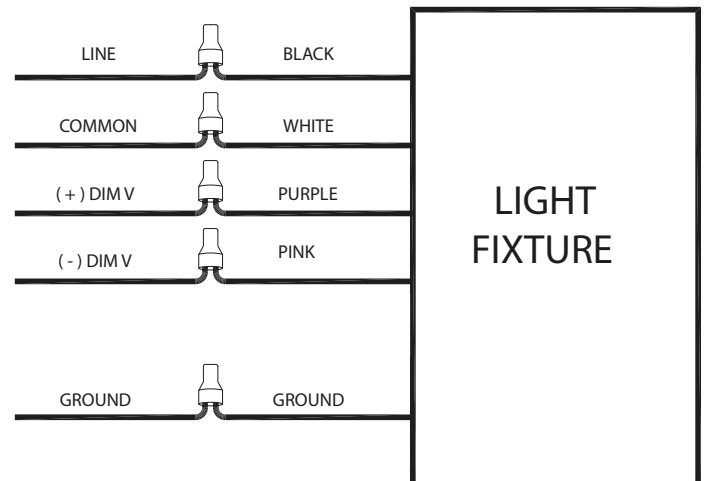 LINE BLACK
COMMON WHITE
( + ) DIM V PURPLE
( - ) DIM V PINK
GROUND GROUND
LIGHT
FIXTURE